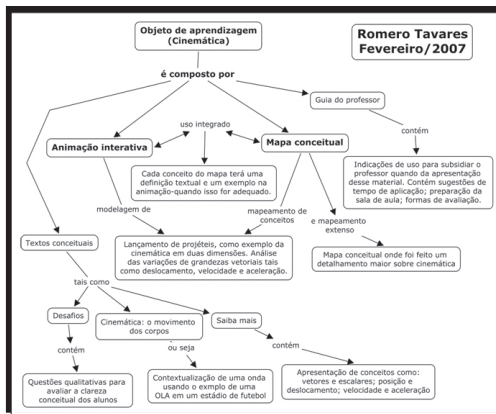 Objeto de aprendizagem
(Cinemática)
Romero Tavares
Fevereiro/2007
é composto por
Guia do professor
uso integrado
contém
Animação interativa
Mapa conceitual
Cada conceito do mapa terá uma
definição textual e um exemplo na
animação-quando isso for adequado.
Indicações de uso para subsidiar o
professor quando da apresentação
desse material. Contém sugestões de
tempo de aplicação; preparação da
sala de aula; formas de avaliação.
modelagem de
mapeamento de
conceitos
e mapeamento
extenso
Textos conceituais
Lançamento de projéteis, como exemplo da
cinemática em duas dimensões. Análise
das variações de grandezas vetoriais tais
como deslocamento, velocidade e aceleração.
Mapa conceitual onde foi feito um
detalhamento maior sobre cinemática
tais como
Desafios
Cinemática: o movimento
dos corpos
Saiba mais
contém
ou seja
contém
Questões qualitativas para
avaliar a clareza
conceitual dos alunos
Contextualização de uma onda
usando o exmplo de uma
OLA em um estádio de futebol
Apresentação de conceitos como:
vetores e escalares; posição e
deslocamento; velocidade e aceleração